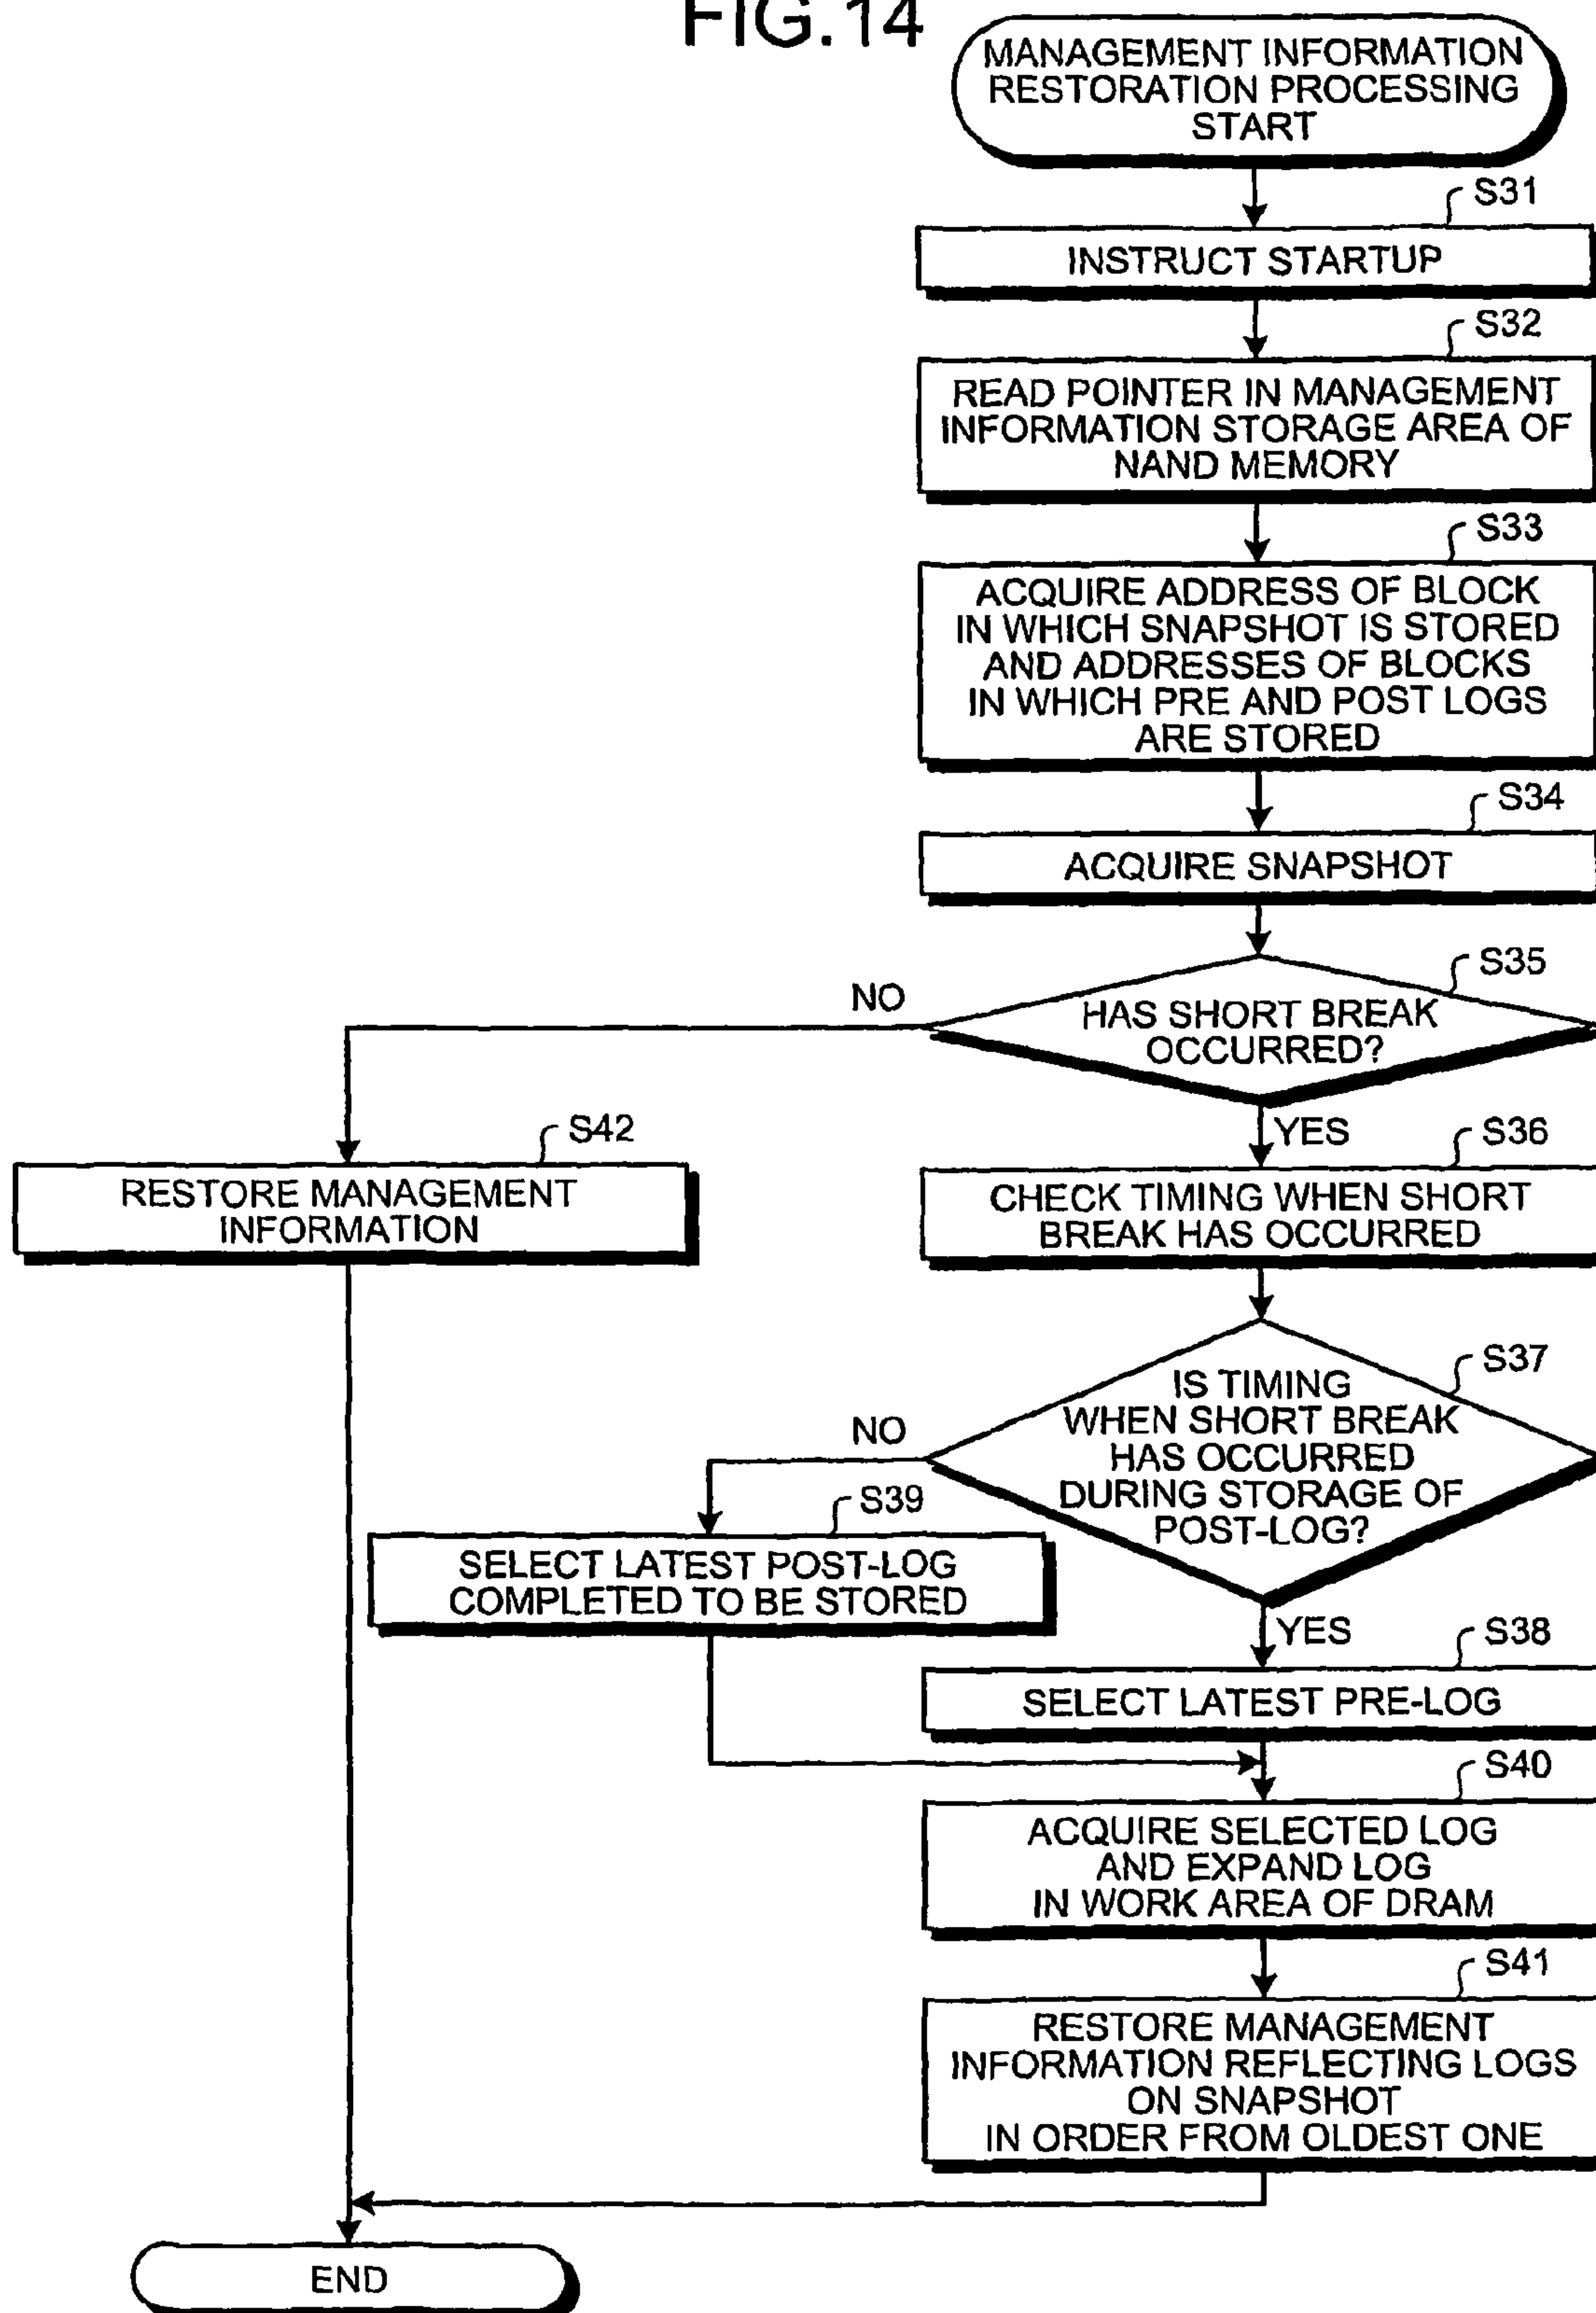 FIG.14
MANAGEMENT INFORMATION
RESTORATION PROCESSING
START
S31
INSTRUCT STARTUP
S32
READ POINTER IN MANAGEMENT
INFORMATION STORAGE AREA OF
NAND MEMORY
S33
ACQUIRE ADDRESS OF BLOCK
IN WHICH SNAPSHOT IS STORED
AND ADDRESSES OF BLOCKS
IN WHICH PRE AND POST LOGS
ARE STORED
S34
ACQUIRE SNAPSHOT
S35
NO
HAS SHORT BREAK
OCCURRED?
S42
YES
S36
RESTORE MANAGEMENT
INFORMATION
CHECK TIMING WHEN SHORT
BREAK HAS OCCURRED
S37
IS TIMING
WHEN SHORT BREAK
HAS OCCURRED
DURING STORAGE OF
POST-LOG?
NO
S39
SELECT LATEST POST-LOG
COMPLETED TO BE STORED
YES
S38
SELECT LATEST PRE-LOG
S40
ACQUIRE SELECTED LOG
AND EXPAND LOG
IN WORK AREA OF DRAM
S41
RESTORE MANAGEMENT
INFORMATION REFLECTING LOGS
ON SNAPSHOT
IN ORDER FROM OLDEST ONE
END